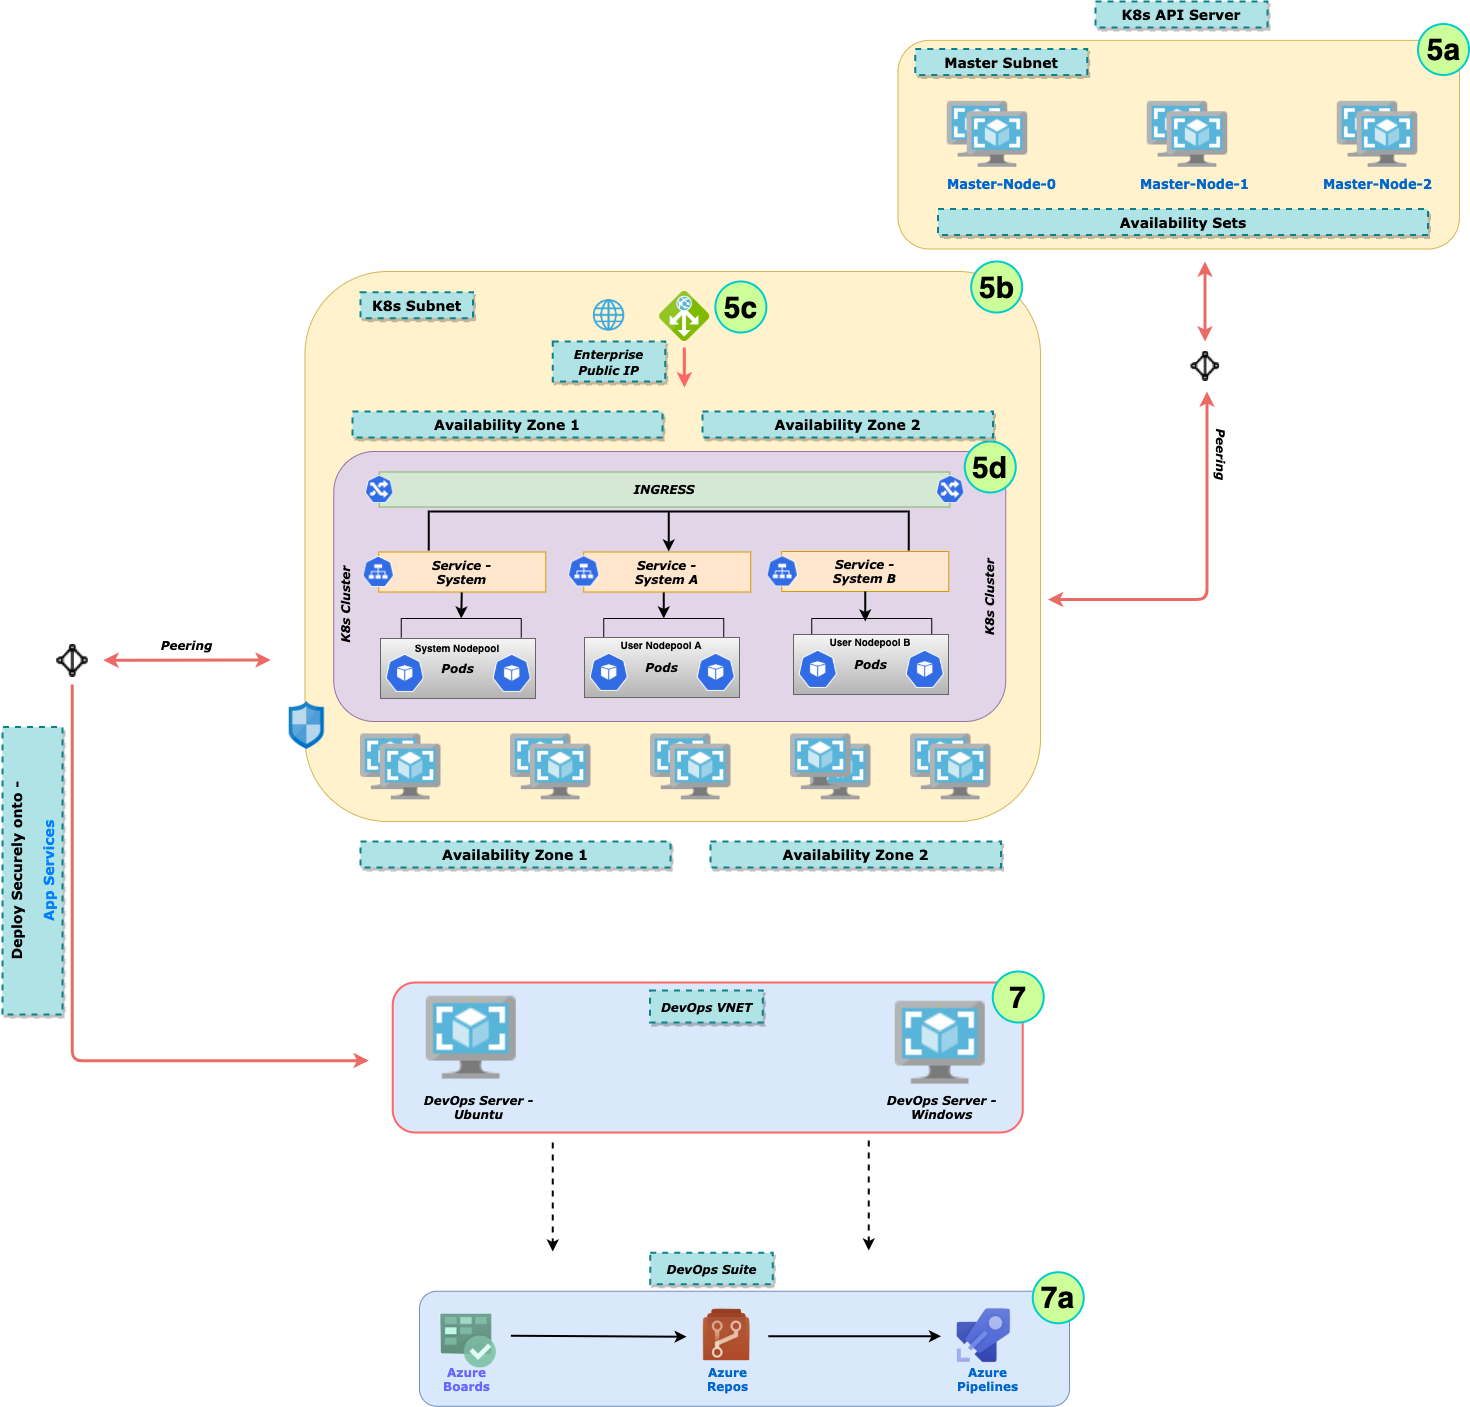 K8s API Server
5a
Master Subnet
Master-Node-0
Master-Node-1
Master-Node-2
Availability Sets
5b
K8s Subnet
5c
Enterprise
Public IP
Peering
Availability Zone 1
Availability Zone 2
5d
INGRESS
K8s Cluster
Service -
System
Service -
System A
Service -
System B
K8s Cluster
System Nodepool
Pods
User Nodepool A
Pods
User Nodepool B
Pods
Peering
Deploy Securely onto -
App Services
Availability Zone 1
Availability Zone 2
7
DevOps VNET
DevOps Server -
Ubuntu
DevOps Server -
Windows
DevOps Suite
7a
Azure
Boards
Azure
Repos
Azure
Pipelines